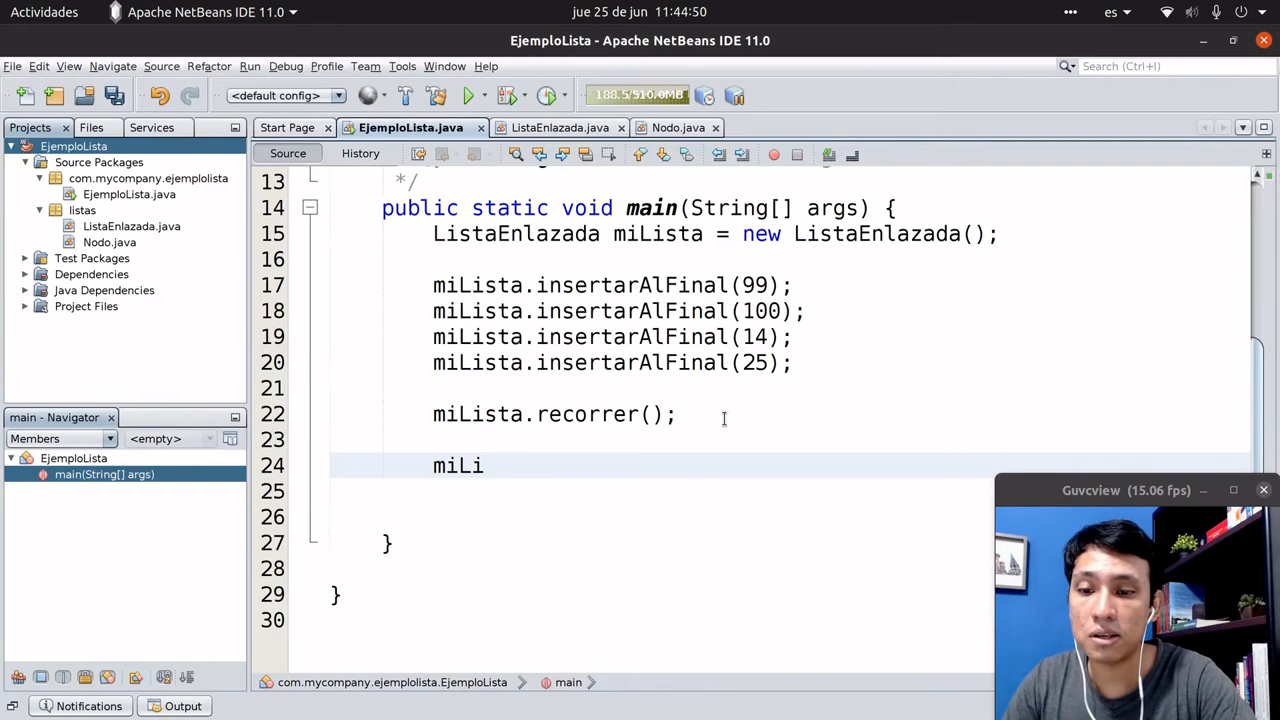 Actividades Apache NetBeans IDE 11.0 jue 25 de jun 11:44:50 es
EjemploLista - Apache NetBeans IDE 11.0
File Edit View Navigate Source Refactor Run Debug Profile Team Tools Window Help Search (Ctrl+I)
<default config> 188.5/510.0MB
Projects Files Services Start Page EjemploLista.java ListaEnlazada.java Nodo.java
EjemploLista
Source Packages
com.mycompany.ejemplolista
EjemploLista.java
listas
ListaEnlazada.java
Nodo.java
Test Packages
Dependencies
Java Dependencies
Project Files
main - Navigator
Members <empty>
EjemploLista
main(String[] args)
Source History
13 */
14 public static void main(String[] args) {
15 ListaEnlazada miLista = new ListaEnlazada();
16
17 miLista.insertarAlFinal(99);
18 miLista.insertarAlFinal(100);
19 miLista.insertarAlFinal(14);
20 miLista.insertarAlFinal(25);
21
22 miLista.recorrer();
23
24 miLi
25
26
27 }
28
29 }
30
Guvcview (15.06 fps)
com.mycompany.ejemplolista.EjemploLista main
Notifications Output